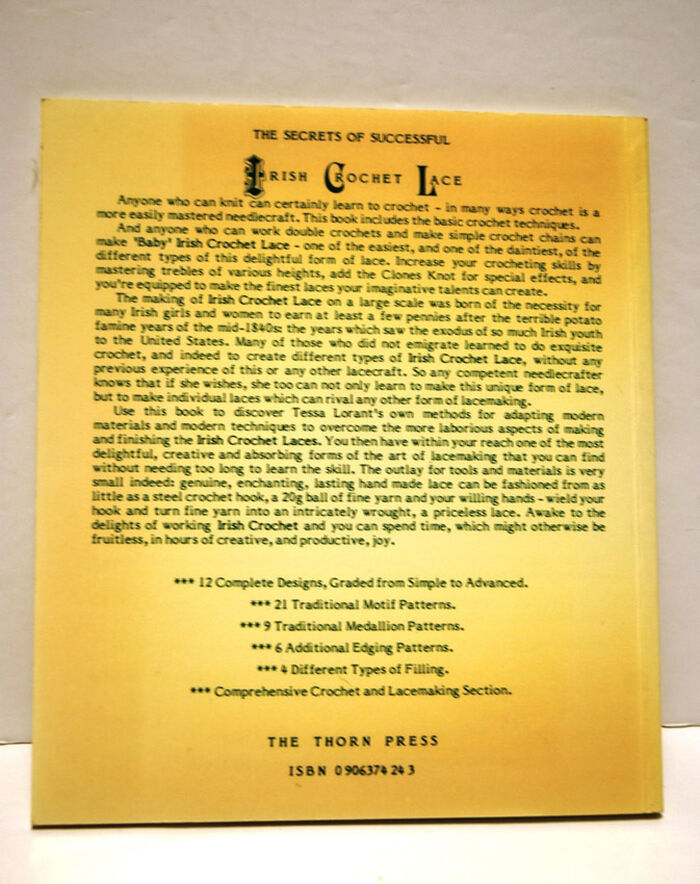 THE SECRETS OF SUCCESSFUL
IRISH CROCHET LACE
Anyone who can knit can certainly learn to crochet - in many ways crochet is a
more easily mastered needlecraft. This book includes the basic crochet techniques.
And anyone who can work double crochets and make simple crochet chains can
make "Baby" Irish Crochet Lace - one of the easiest, and one of the daintiest, of the
different types of this delightful form of lace. Increase your crocheting skills by
mastering trebles of various heights, add the Clones Knot for special effects, and
you're equipped to make the finest laces your imaginative talents can create.
The making of Irish Crochet Lace on a large scale was born of the necessity for
many Irish girls and women to earn at least a few pennies after the terrible potato
famine years of the mid-1840s: the years which saw the exodus of so much Irish youth
to the United States. Many of those who did not emigrate learned to do exquisite
crochet, and indeed to create different types of Irish Crochet Lace, without any
previous experience of this or any other lacecraft. So any competent needlecrafter
knows that if she wishes, she too can not only learn to make this unique form of lace,
but to make individual laces which can rival any other form of lacemaking.
Use this book to discover Tessa Lorant's own methods for adapting modern
materials and modern techniques to overcome the more laborious aspects of making
and finishing the Irish Crochet Laces. You then have within your reach one of the most
delightful, creative and absorbing forms of the art of lacemaking that you can find
without needing too long to learn the skill. The outlay for tools and materials is very
small indeed: genuine, enchanting, lasting hand made lace can be fashioned from as
little as a steel crochet hook, a 20g ball of fine yarn and your willing hands - wield your
hook and turn fine yarn into an intricately wrought, a priceless lace. Awake to the
delights of working Irish Crochet and you can spend time, which might otherwise be
fruitless, in hours of creative, and productive, joy.
*** 12 Complete Designs, Graded from Simple to Advanced.
*** 21 Traditional Motif Patterns.
*** 9 Traditional Medallion Patterns.
*** 6 Additional Edging Patterns.
*** 4 Different Types of Filling.
*** Comprehensive Crochet and Lacemaking Section.
THE THORN PRESS
ISBN 0 906374 24 3